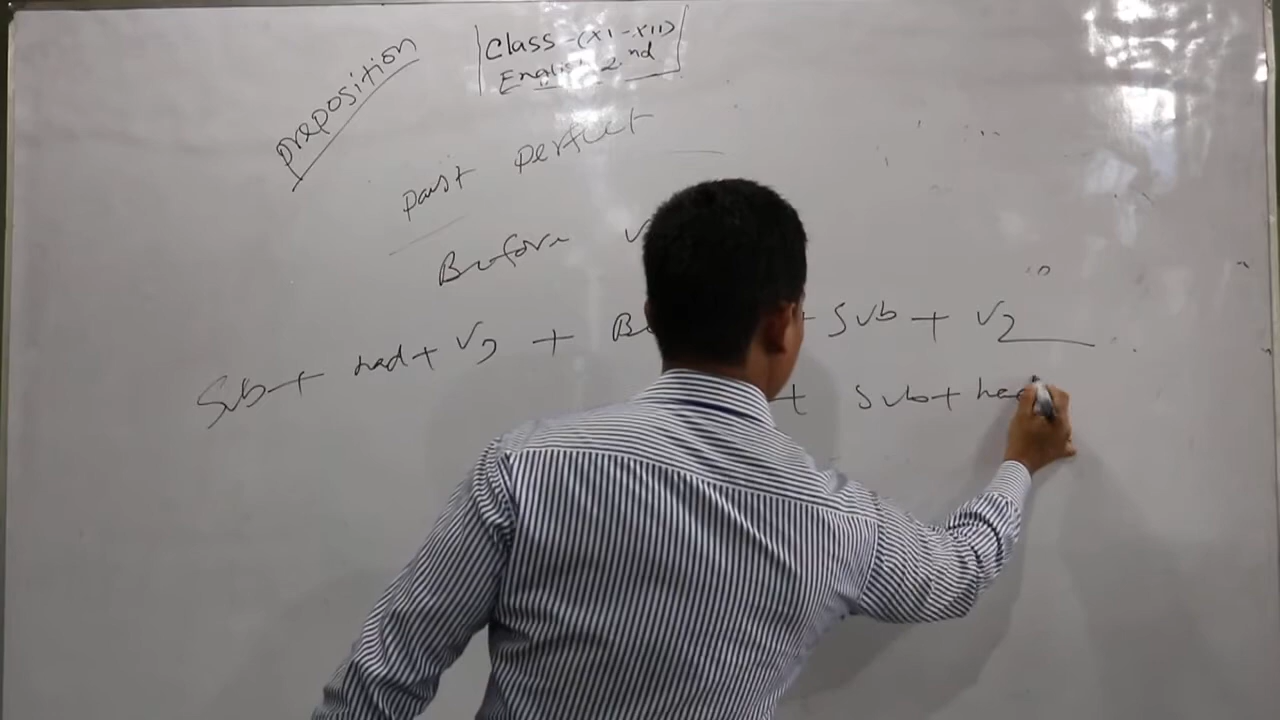 preposition
Class -(XI-XII)
English 2nd
past perfect
Before
Sub + had + V3 + + Sub + V2
+ Sub + had